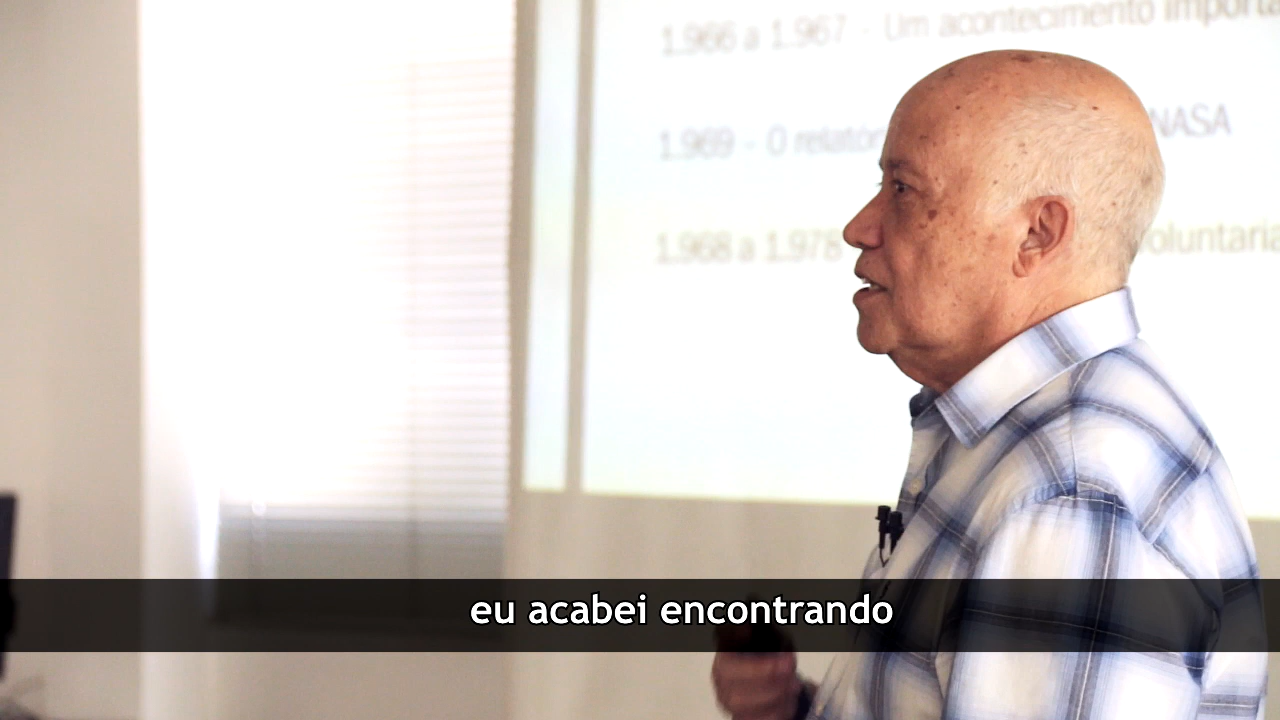 1.966 a 1.967 - Um acontecimento
1.969 - O NASA
1.968 a 1.978
eu acabei encontrando